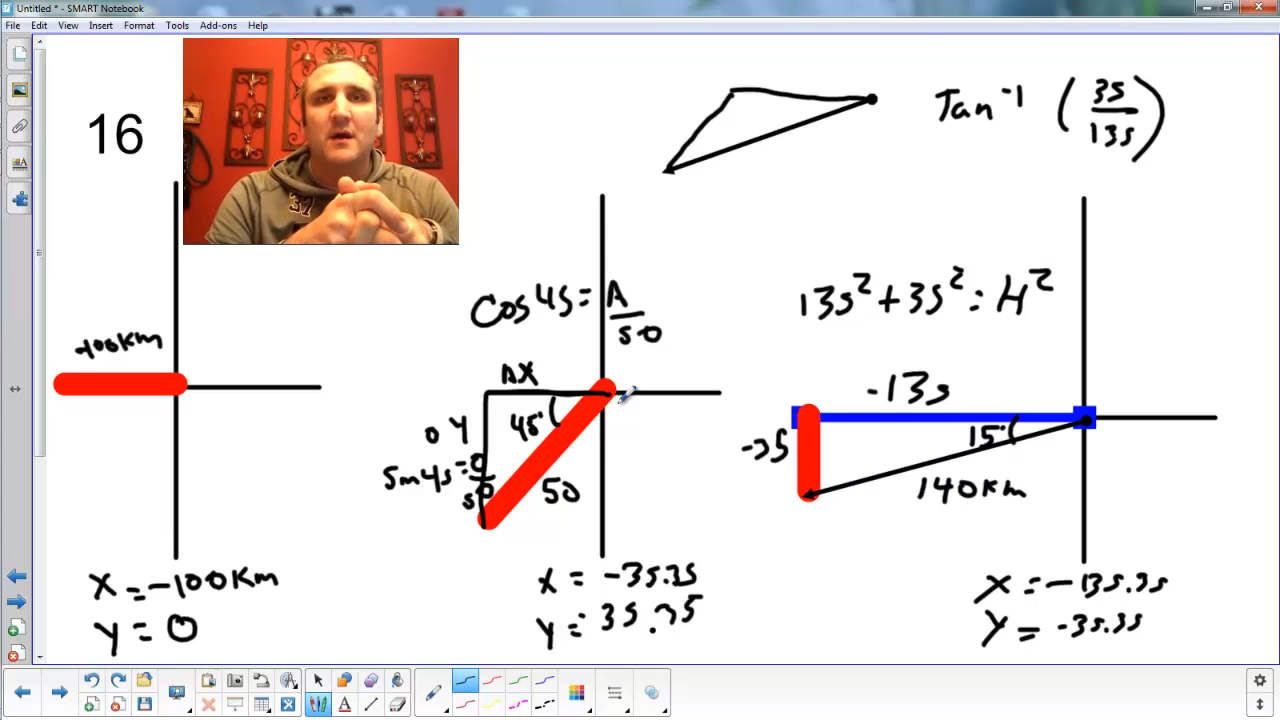 Untitled * - SMART Notebook
File Edit View Insert Format Tools Add-ons Help
16
Tan⁻¹ (35/135)
-100km
Cos 45 = A/50
135² + 35² = H²
ΔX
-135
45°
ΔY
Sin 45 = O/50
50
-35
15°
140km
X = -100km
Y = 0
X = -35.35
Y = 35.35
X = -135.35
Y = -35.35